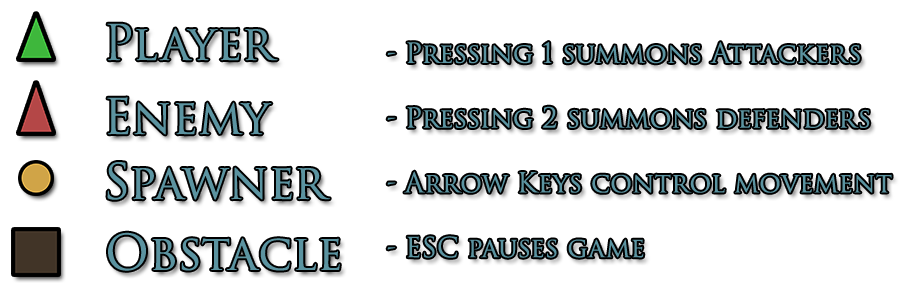 Player
Enemy
Spawner
Obstacle
- Pressing 1 summons Attackers
- Pressing 2 summons defenders
- Arrow Keys control movement
- ESC pauses game